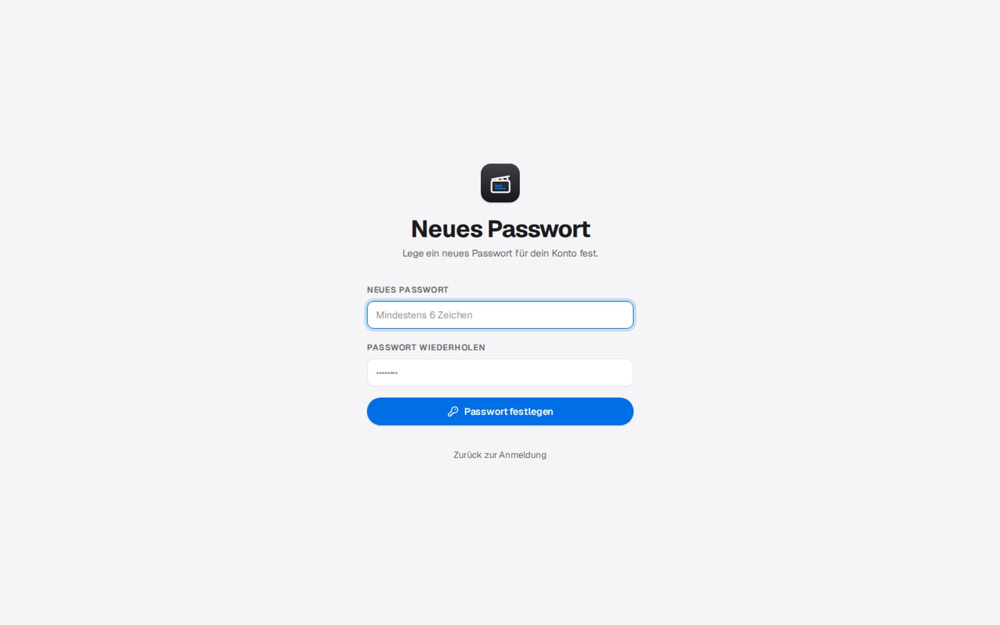 Neues Passwort
Lege ein neues Passwort für dein Konto fest.
NEUES PASSWORT
Mindestens 6 Zeichen
PASSWORT WIEDERHOLEN
••••••••
Passwort festlegen
Zurück zur Anmeldung